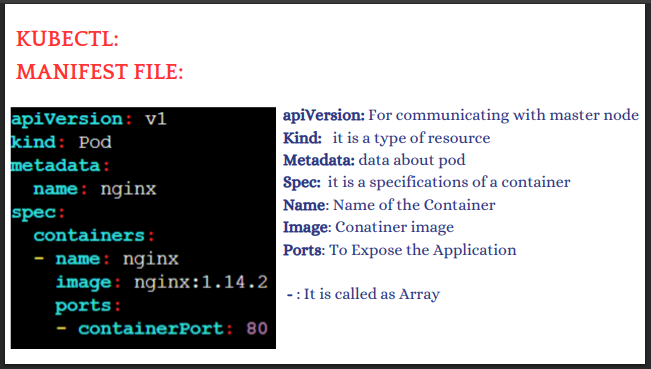 KUBECTL:
MANIFEST FILE:
apiVersion: v1
kind: Pod
metadata:
  name: nginx
spec:
  containers:
  - name: nginx
    image: nginx:1.14.2
    ports:
    - containerPort: 80
apiVersion: For communicating with master node
Kind: it is a type of resource
Metadata: data about pod
Spec: it is a specifications of a container
Name: Name of the Container
Image: Conatiner image
Ports: To Expose the Application
- : It is called as Array